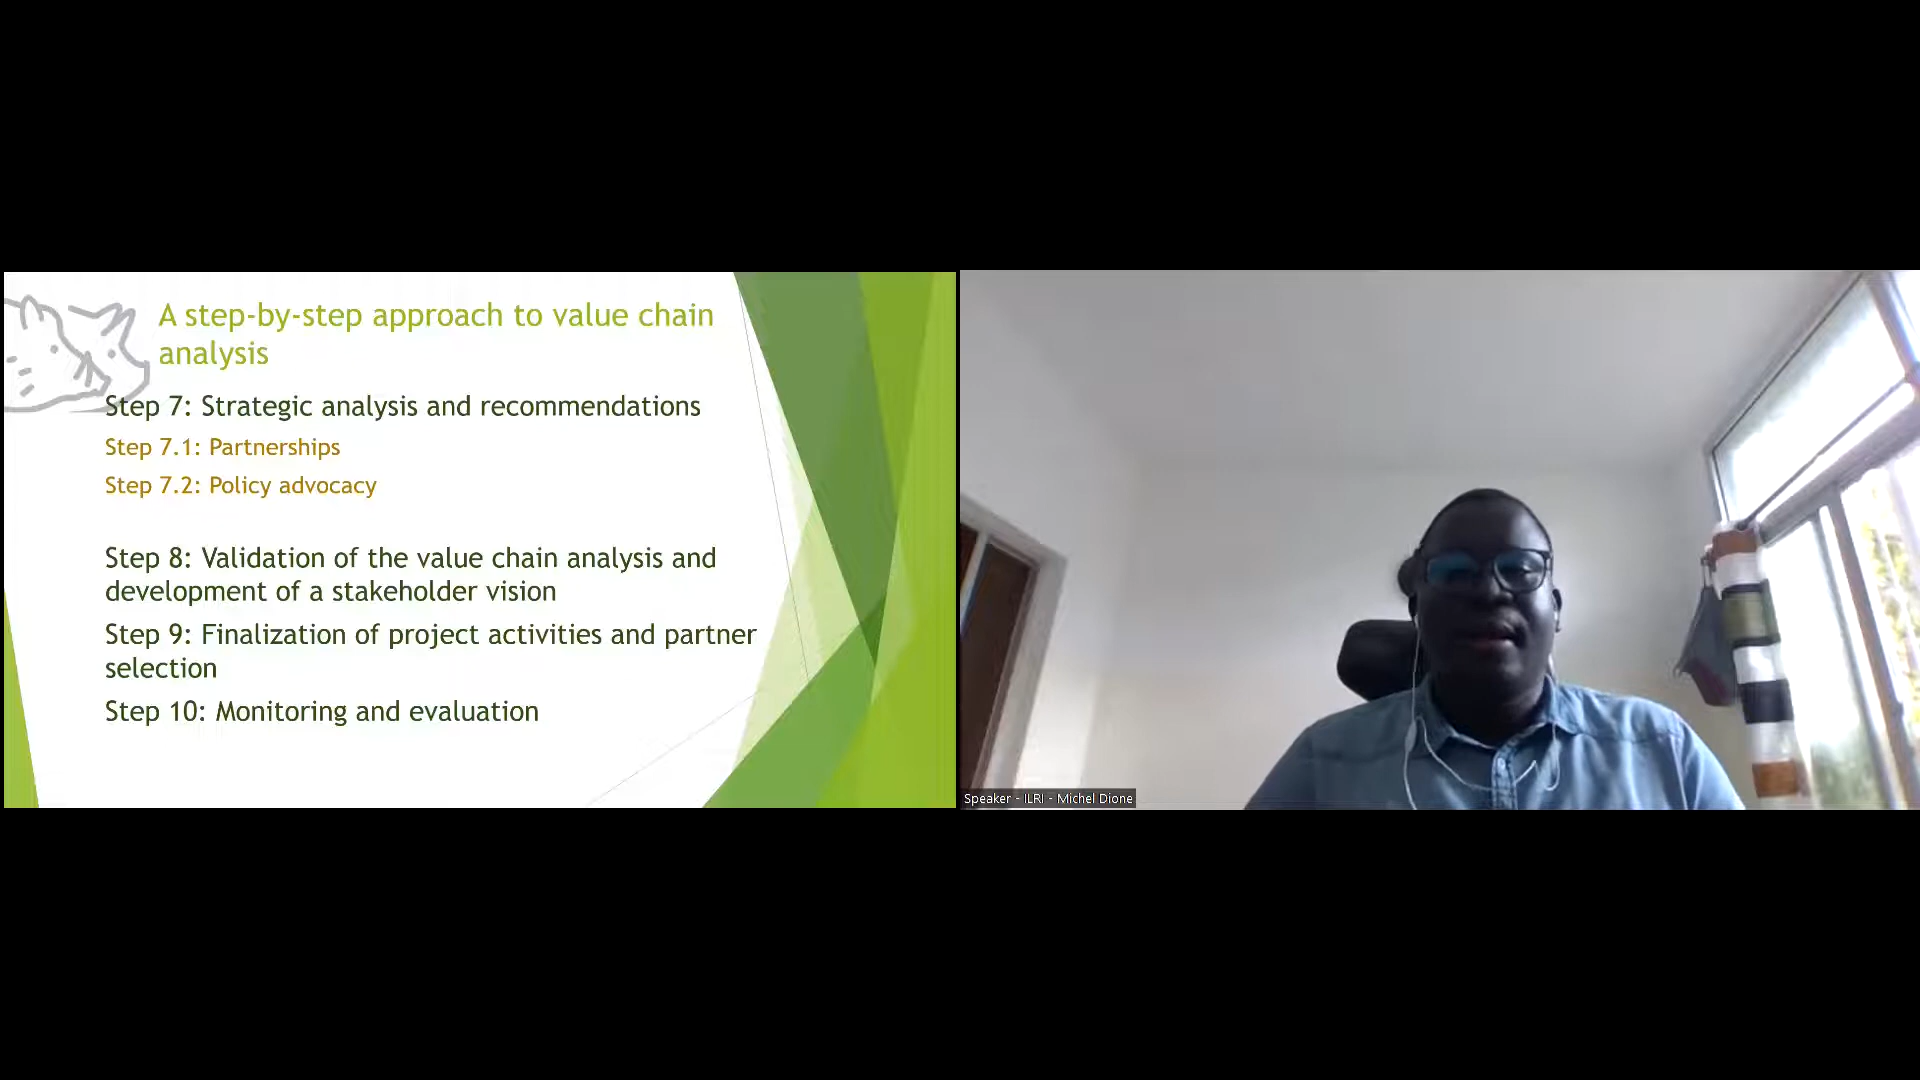 A step-by-step approach to value chain
analysis
Step 7: Strategic analysis and recommendations
Step 7.1: Partnerships
Step 7.2: Policy advocacy
Step 8: Validation of the value chain analysis and
development of a stakeholder vision
Step 9: Finalization of project activities and partner
selection
Step 10: Monitoring and evaluation
Speaker - ILRI - Michel Dione